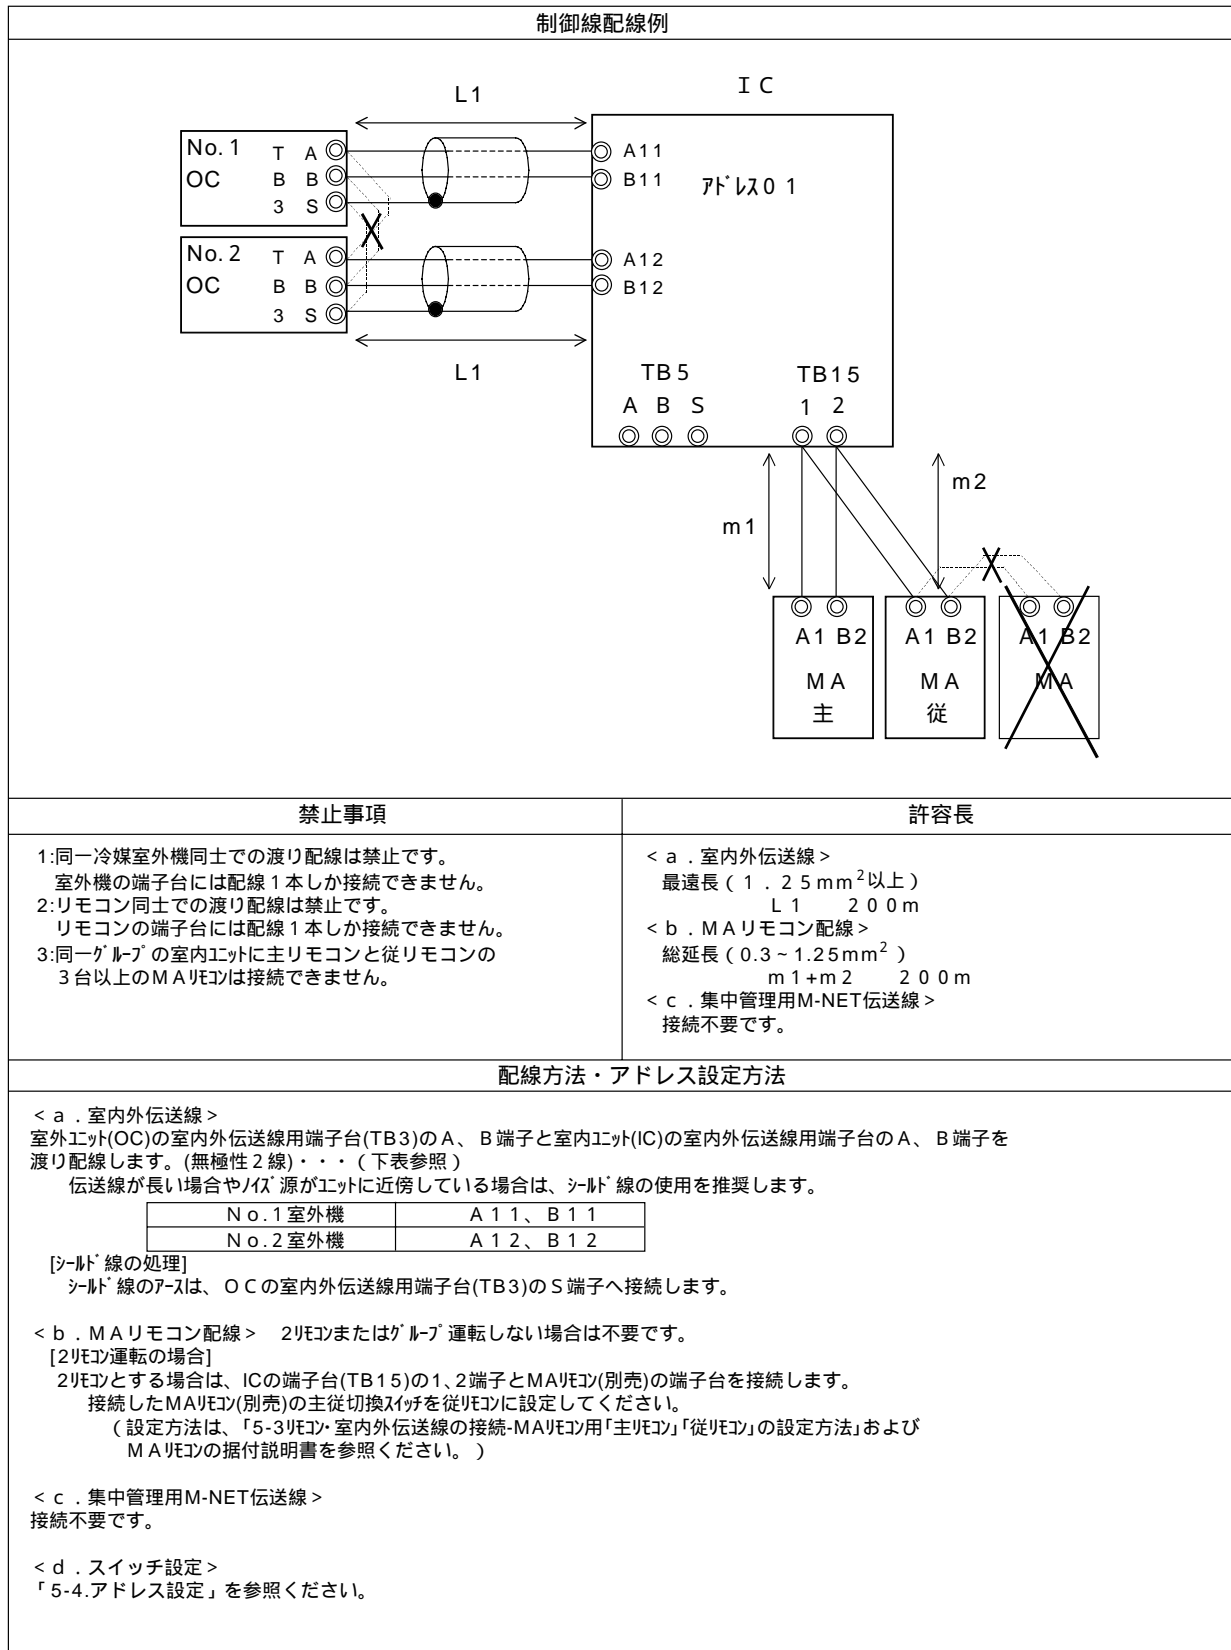 制御線配線例
ＩＣ
L1
No.1
OC
T A
B B
3 S
A11
B11
ｱﾄﾞﾚｽ０１
No.2
OC
T A
B B
3 S
A12
B12
L1
TB5
A B S
TB15
1 2
m1
m2
A1 B2
MA
主
A1 B2
MA
従
A1 B2
MA
禁止事項
1:同一冷媒室外機同士での渡り配線は禁止です。
室外機の端子台には配線１本しか接続できません。
2:リモコン同士での渡り配線は禁止です。
リモコンの端子台には配線１本しか接続できません。
3:同一ｸﾞﾙｰﾌﾟの室内ﾕﾆｯﾄに主リモコンと従リモコンの
３台以上のＭＡﾘﾓｺﾝは接続できません。
許容長
<ａ．室内外伝送線>
最遠長（１．２５mm²以上）
L１ ２００m
<ｂ．MAリモコン配線>
総延長（0.3~1.25mm²）
m1+m2 ２００m
<ｃ．集中管理用M-NET伝送線>
接続不要です。
配線方法・アドレス設定方法
<ａ．室内外伝送線>
室外ﾕﾆｯﾄ(OC)の室内外伝送線用端子台(TB3)のＡ、Ｂ端子と室内ﾕﾆｯﾄ(IC)の室内外伝送線用端子台のＡ、Ｂ端子を
渡り配線します。(無極性２線)・・・（下表参照）
伝送線が長い場合やﾉｲｽﾞ源がﾕﾆｯﾄに近傍している場合は、ｼｰﾙﾄﾞ線の使用を推奨します。
Ｎｏ.１室外機 Ａ１１、Ｂ１１
Ｎｏ.２室外機 Ａ１２、Ｂ１２
[ｼｰﾙﾄﾞ線の処理]
ｼｰﾙﾄﾞ線のｱｰｽは、ＯＣの室内外伝送線用端子台(TB3)のＳ端子へ接続します。
<ｂ．ＭＡリモコン配線> 2ﾘﾓｺﾝまたはｸﾞﾙｰﾌﾟ運転しない場合は不要です。
[2ﾘﾓｺﾝ運転の場合]
2ﾘﾓｺﾝとする場合は、ICの端子台(TB15)の1、2端子とMAﾘﾓｺﾝ(別売)の端子台を接続します。
接続したMAﾘﾓｺﾝ(別売)の主従切換ｽｲｯﾁを従ﾘﾓｺﾝに設定してください。
（設定方法は、｢5-3ﾘﾓｺﾝ･室内外伝送線の接続-MAﾘﾓｺﾝ用｢主ﾘﾓｺﾝ｣｢従ﾘﾓｺﾝ｣の設定方法｣および
ＭＡﾘﾓｺﾝの据付説明書を参照ください。）
<ｃ．集中管理用M-NET伝送線>
接続不要です。
<ｄ．スイッチ設定>
「5-4.アドレス設定」を参照ください。